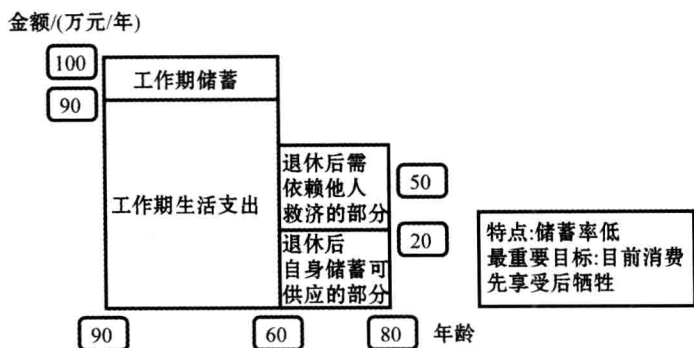 金额/(万元/年)
100
工作期储蓄
90
工作期生活支出
退休后需
依赖他人
救济的部分
50
退休后
自身储蓄可
供应的部分
20
特点:储蓄率低
最重要目标:目前消费
先享受后牺牲
90
60
80
年龄